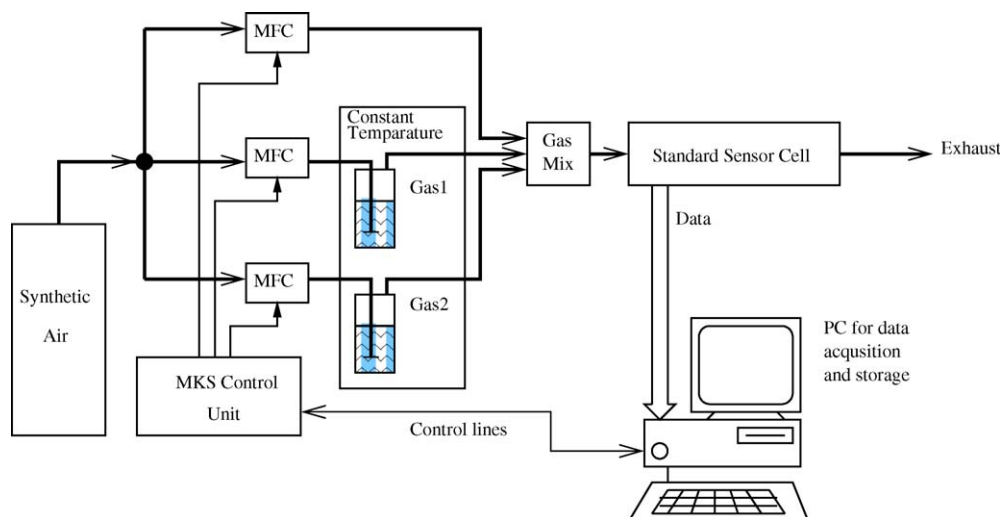 MFC
Constant
Temparature
MFC
Gas1
Gas
Mix
Standard Sensor Cell
Exhaust
Data
Synthetic
Air
MFC
Gas2
MKS Control
Unit
Control lines
PC for data
acqusition
and storage